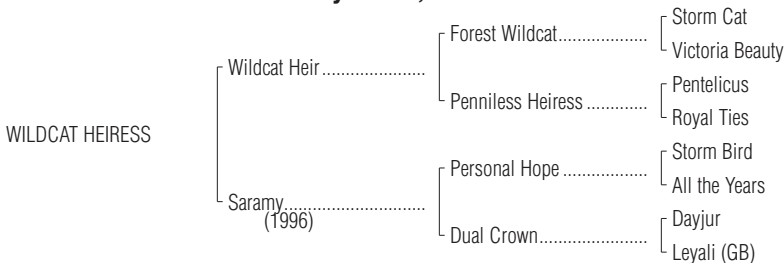 Storm Cat
Forest Wildcat....................
Victoria Beauty
Wildcat Heir.......................
Pentelicus
Penniless Heiress ..............
Royal Ties
WILDCAT HEIRESS
Storm Bird
Personal Hope ...................
All the Years
Saramy...............................
(1996)
Dayjur
Dual Crown........................
Leyali (GB)